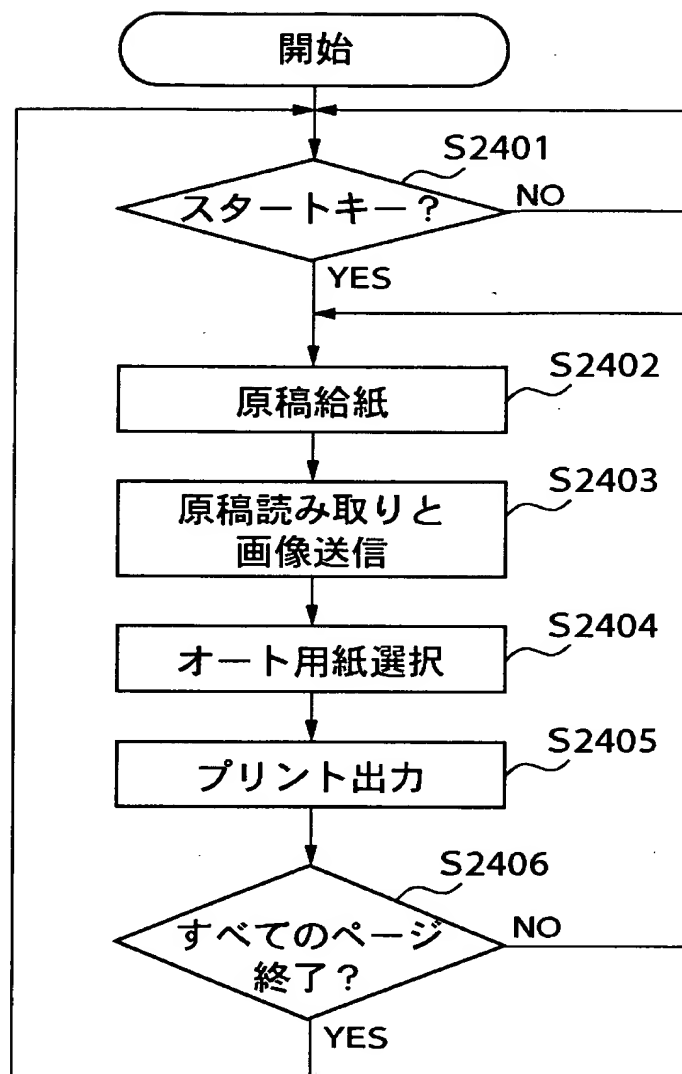 開始
S2401
スタートキー?
NO
YES
S2402
原稿給紙
S2403
原稿読み取りと
画像送信
S2404
オート用紙選択
S2405
プリント出力
S2406
すべてのページ
終了?
NO
YES